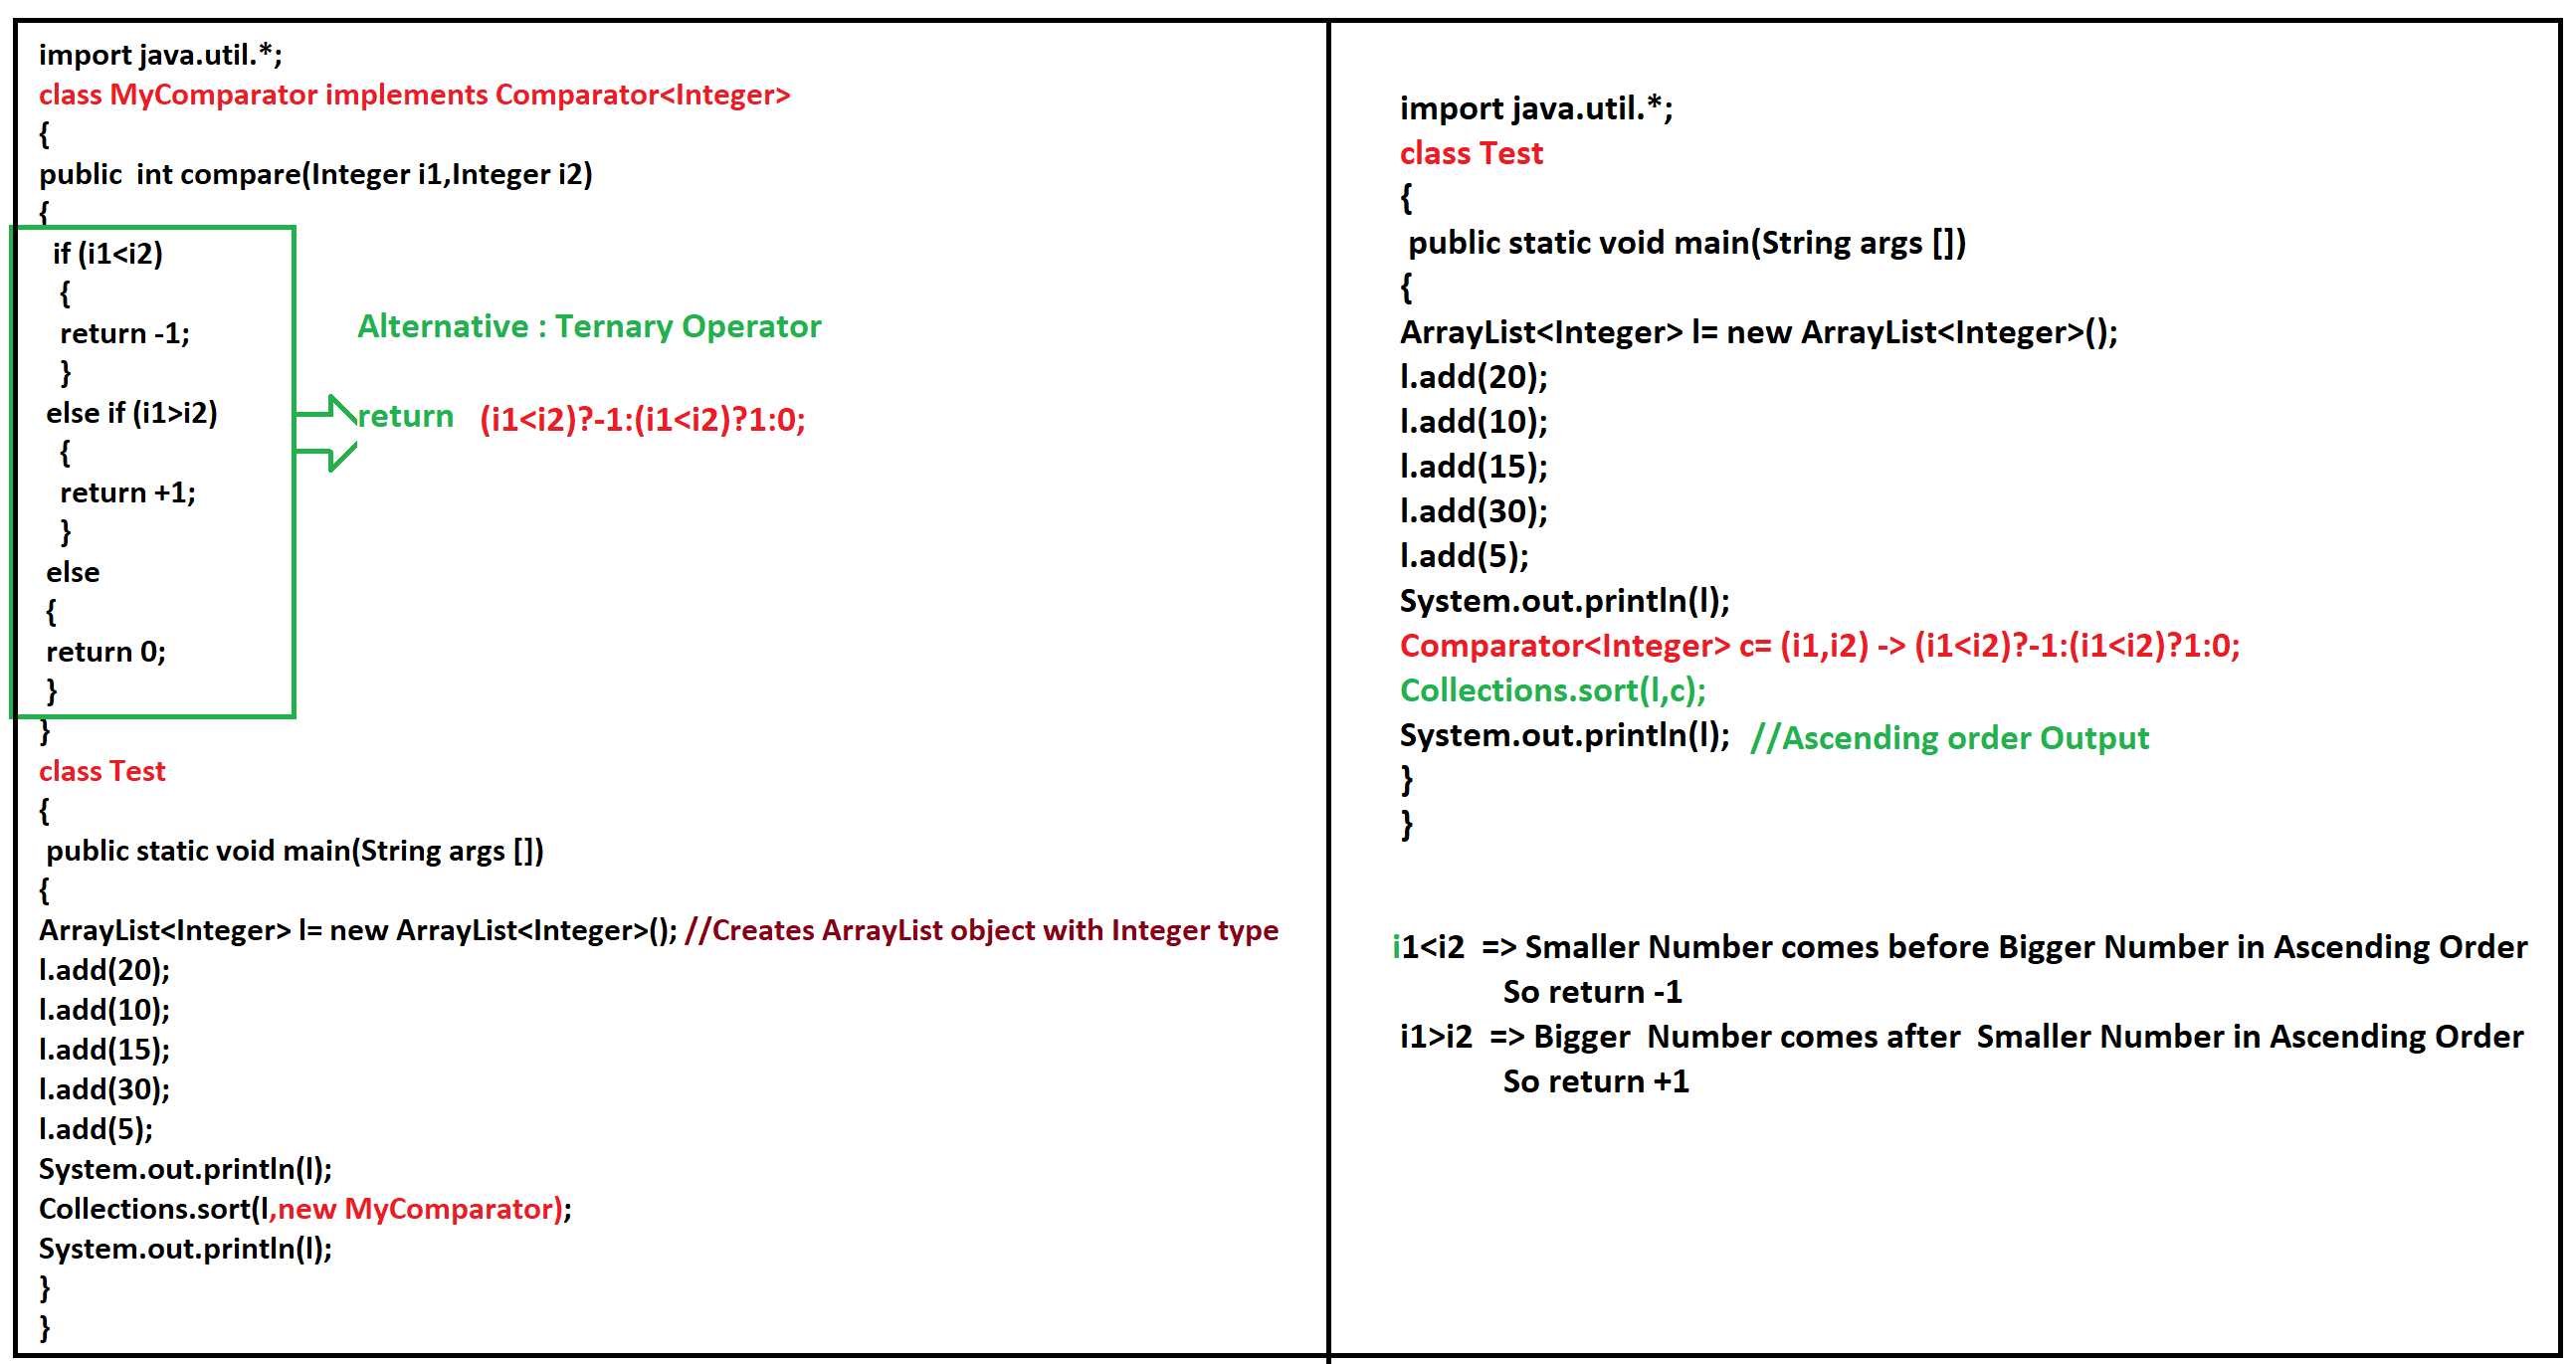 import java.util.*;
class MyComparator implements Comparator<Integer>
{
public  int compare(Integer i1,Integer i2)
{
if (i1<i2)
{
return -1;
}
else if (i1>i2)
{
return +1;
}
else
{
return 0;
}
}
Alternative : Ternary Operator
return (i1<i2)?-1:(i1<i2)?1:0;
class Test
{
public static void main(String args [])
{
ArrayList<Integer> l= new ArrayList<Integer>(); //Creates ArrayList object with Integer type
l.add(20);
l.add(10);
l.add(15);
l.add(30);
l.add(5);
System.out.println(l);
Collections.sort(l,new MyComparator);
System.out.println(l);
}
}
import java.util.*;
class Test
{
public static void main(String args [])
{
ArrayList<Integer> l= new ArrayList<Integer>();
l.add(20);
l.add(10);
l.add(15);
l.add(30);
l.add(5);
System.out.println(l);
Comparator<Integer> c= (i1,i2) -> (i1<i2)?-1:(i1<i2)?1:0;
Collections.sort(l,c);
System.out.println(l); //Ascending order Output
}
}
i1<i2 => Smaller Number comes before Bigger Number in Ascending Order
So return -1
i1>i2 => Bigger Number comes after Smaller Number in Ascending Order
So return +1